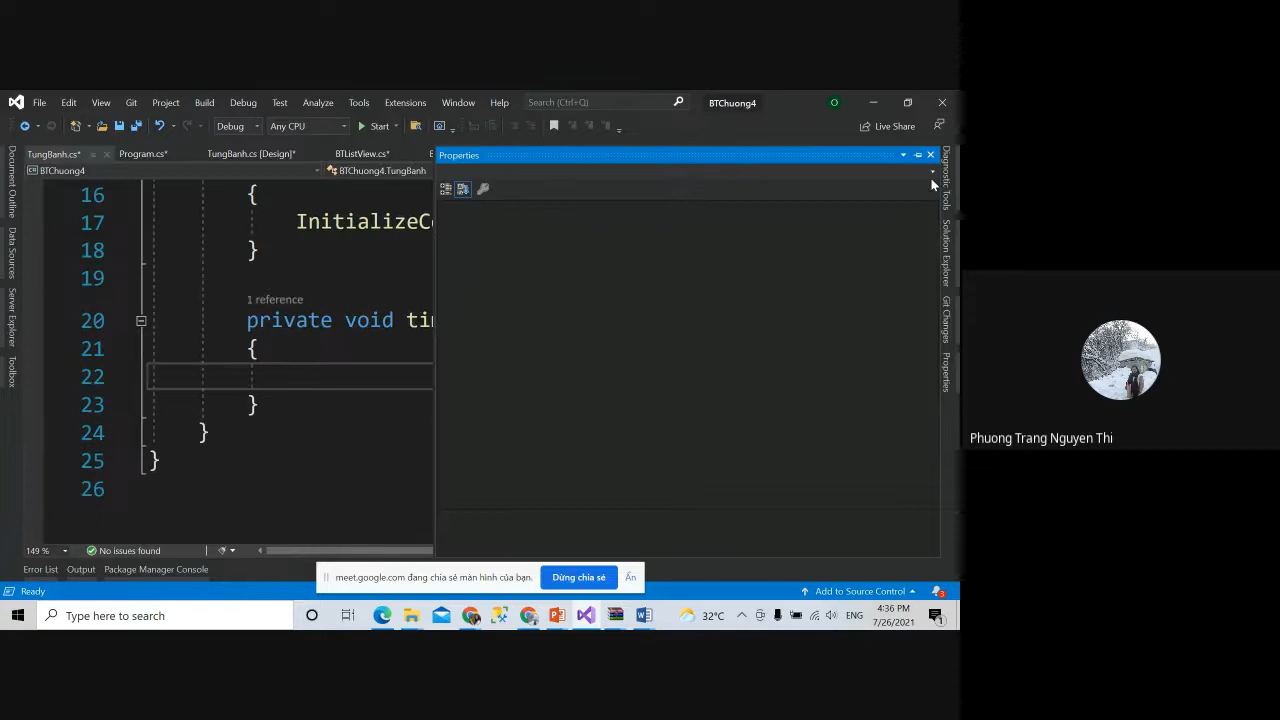 File Edit View Git Project Build Debug Test Analyze Tools Extensions Window Help Search (Ctrl+Q) BTChuong4
Debug Any CPU Start Live Share
TungBanh.cs* Program.cs* TungBanh.cs [Design]* BTListView.cs*
BTChuong4 BTChuong4.TungBanh
Properties
Document Outline
Data Sources
Server Explorer
Toolbox
Diagnostic Tools
Solution Explorer
Git Changes
Properties
16 {
17 InitializeCo
18 }
19
1 reference
20 private void tim
21 {
22
23 }
24 }
25 }
26
149 % No issues found
Error List Output Package Manager Console
meet.google.com đang chia sẻ màn hình của bạn. Dừng chia sẻ Ẩn
Ready Add to Source Control 3
Type here to search 32°C ENG 4:36 PM 7/26/2021 1
Phuong Trang Nguyen Thi